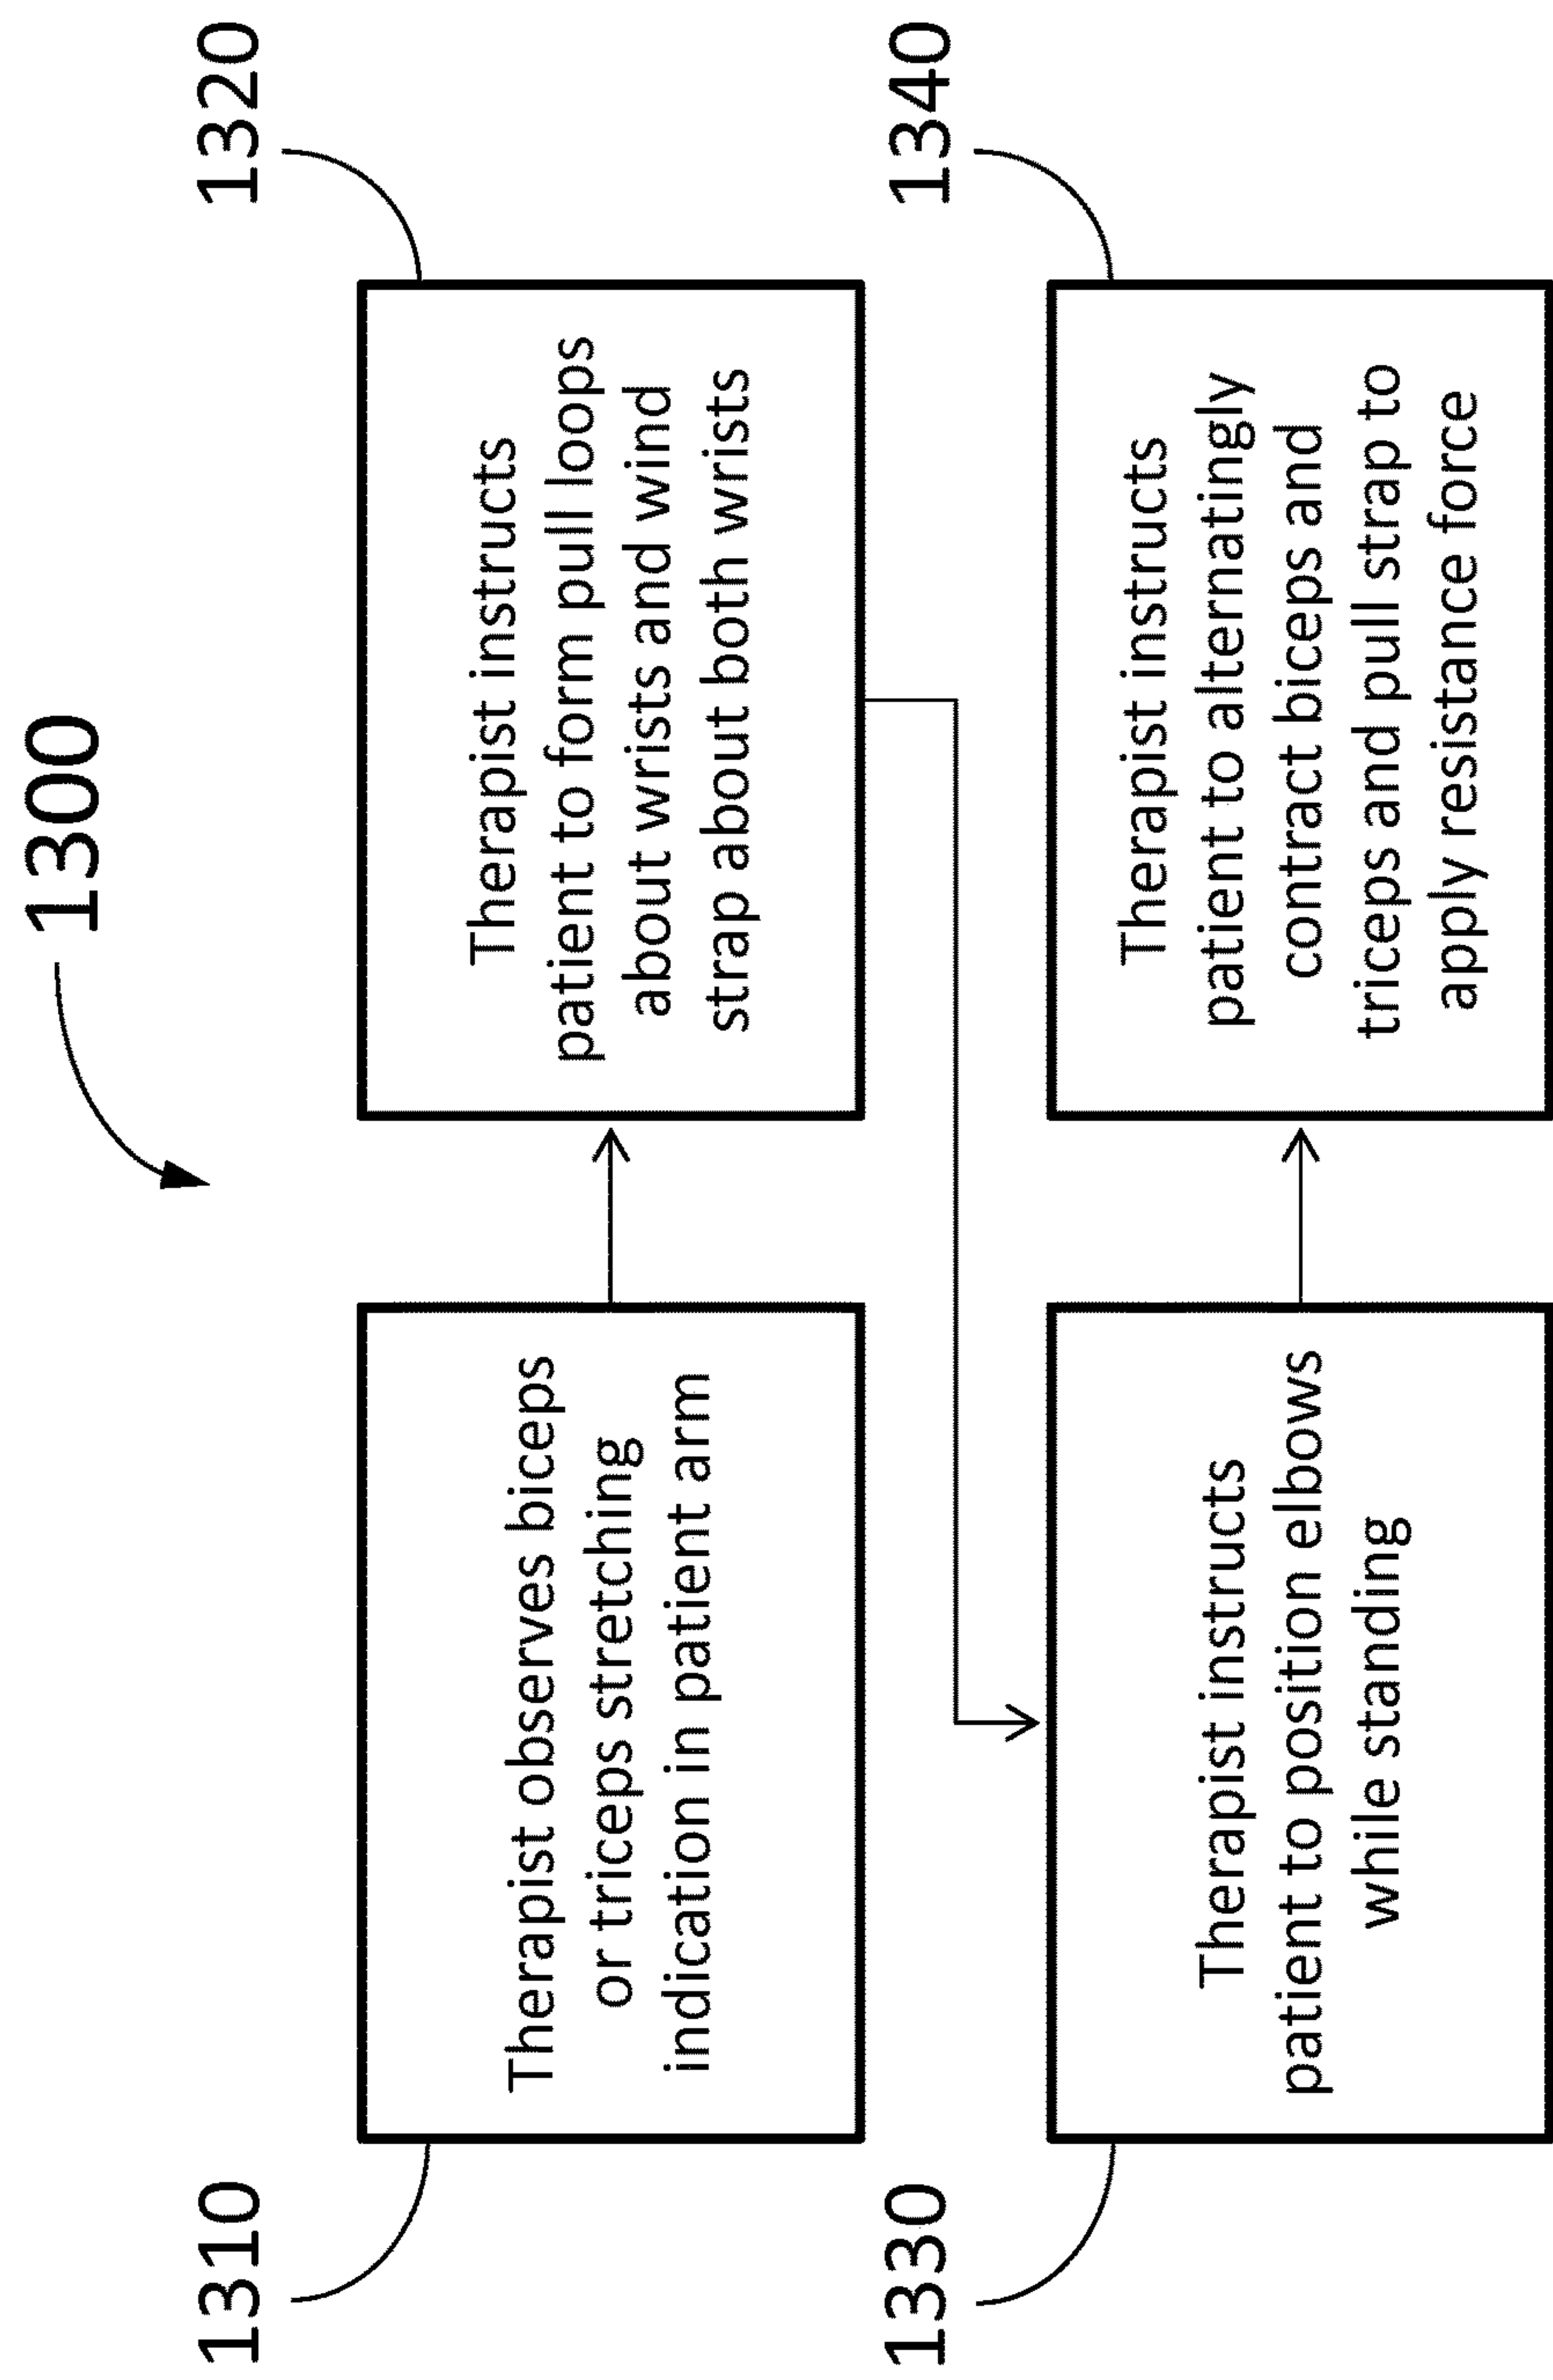 1300
1310
Therapist observes biceps
or triceps stretching
indication in patient arm
1320
Therapist instructs
patient to form pull loops
about wrists and wind
strap about both wrists
1330
Therapist instructs
patient to position elbows
while standing
1340
Therapist instructs
patient to alternatingly
contract biceps and
triceps and pull strap to
apply resistance force